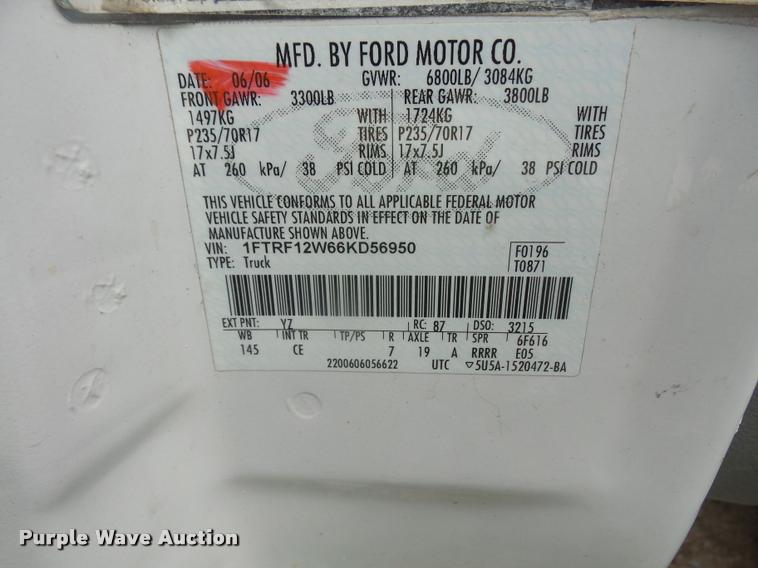 MFD. BY FORD MOTOR CO.
DATE: 06/06 GVWR: 6800LB/ 3084KG
FRONT GAWR: 3300LB REAR GAWR: 3800LB
1497KG WITH 1724KG WITH
P235/70R17 TIRES P235/70R17 TIRES
17x7.5J RIMS 17x7.5J RIMS
AT 260 kPa/ 38 PSI COLD AT 260 kPa/ 38 PSI COLD
Ford
THIS VEHICLE CONFORMS TO ALL APPLICABLE FEDERAL MOTOR
VEHICLE SAFETY STANDARDS IN EFFECT ON THE DATE OF
MANUFACTURE SHOWN ABOVE.
VIN: 1FTRF12W66KD56950 F0196
TYPE: Truck T0871
EXT PNT: YZ RC: 87 DSO: 3215
WB INT TR TP/PS R AXLE TR SPR 6F616
145 CE 7 19 A RRRR E05
2200606056622 UTC ▽5U5A-1520472-BA
Purple Wave Auction